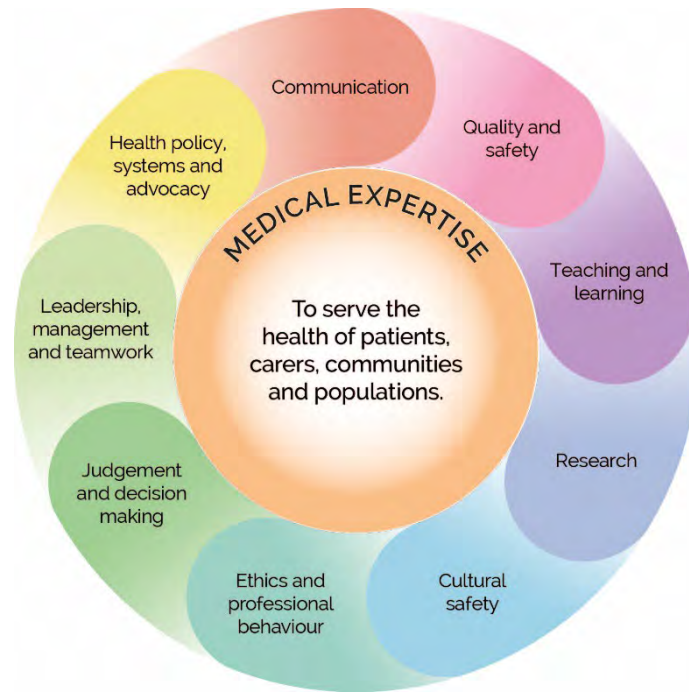 Communication
Quality and
safety
Teaching and
learning
Research
Cultural
safety
Ethics and
professional
behaviour
Judgement
and decision
making
Leadership,
management
and teamwork
Health policy,
systems and
advocacy
MEDICAL EXPERTISE
To serve the
health of patients,
carers, communities
and populations.